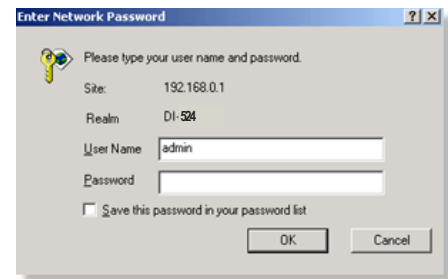 Enter Network Password
Please type your user name and password.
Site: 192.168.0.1
Realm DI-524
User Name admin
Password
Save this password in your password list
OK Cancel